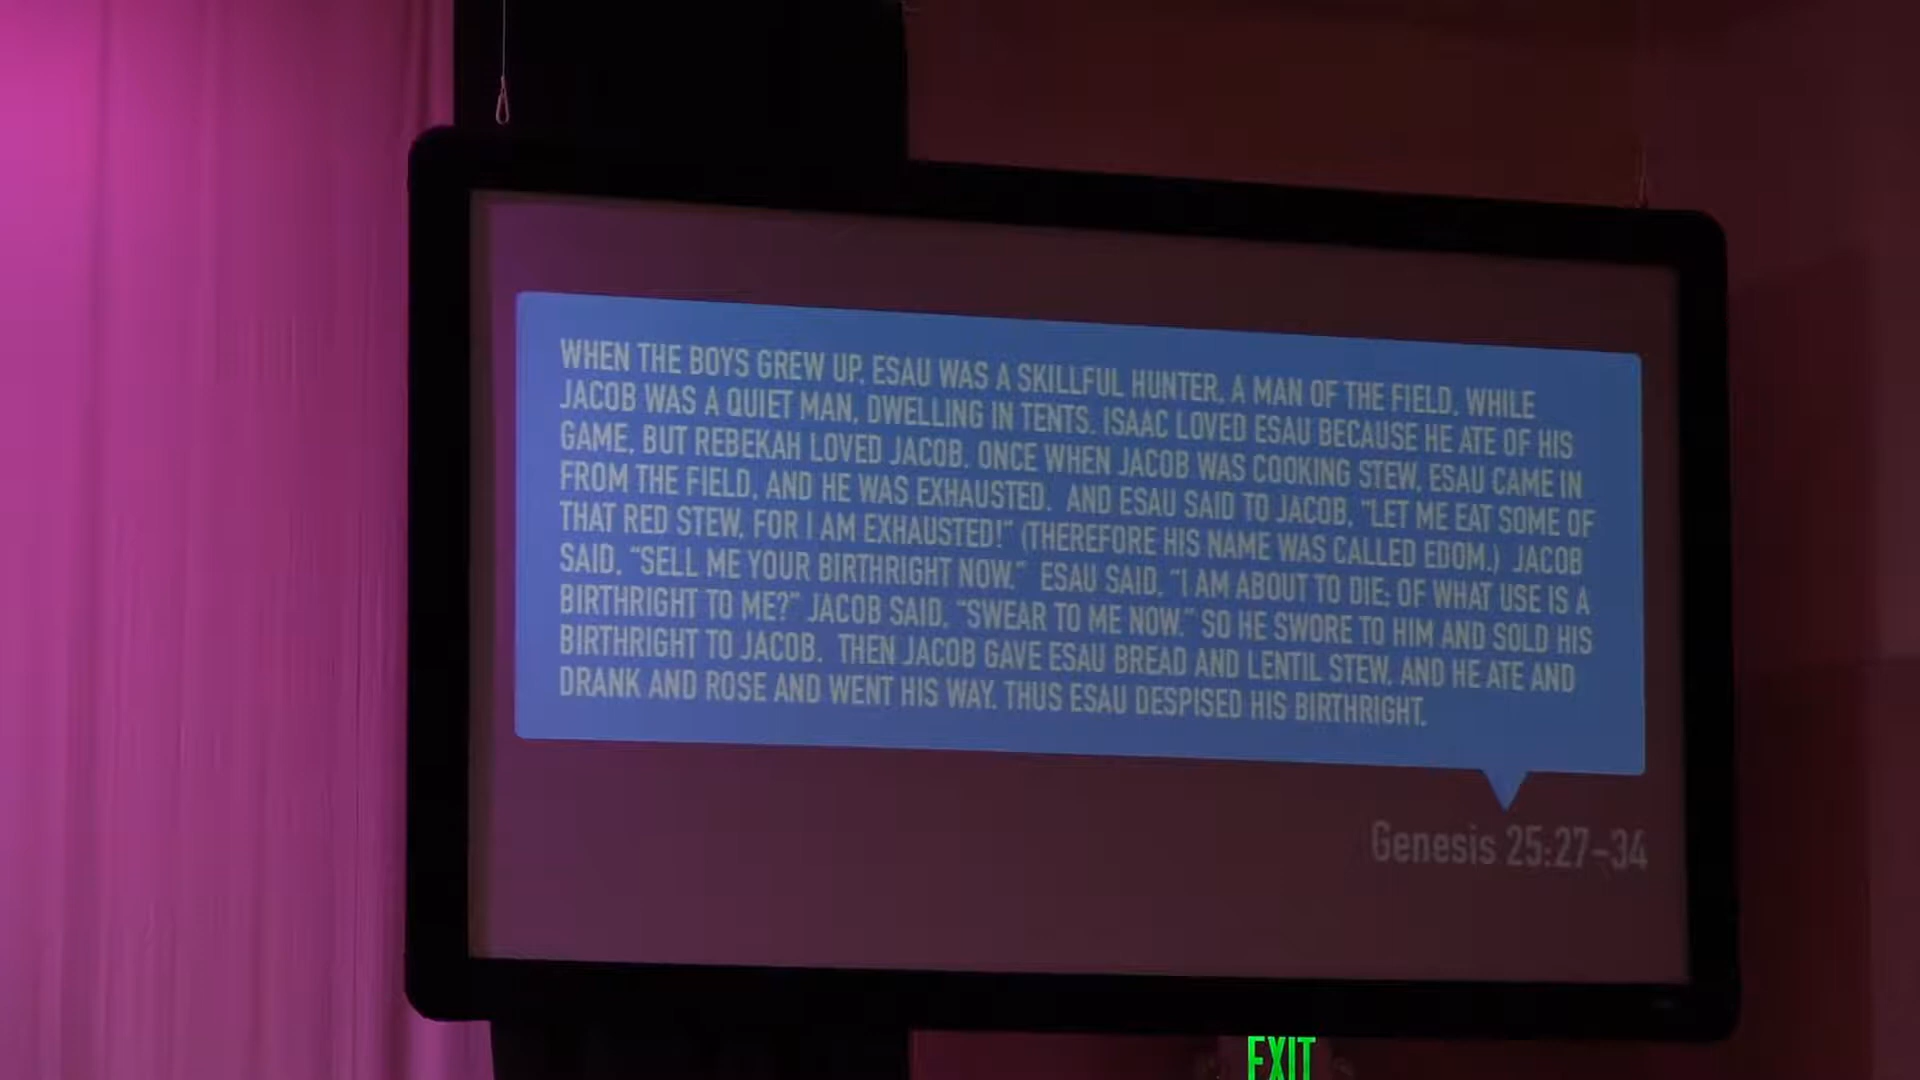 WHEN THE BOYS GREW UP, ESAU WAS A SKILLFUL HUNTER, A MAN OF THE FIELD, WHILE
JACOB WAS A QUIET MAN, DWELLING IN TENTS. ISAAC LOVED ESAU BECAUSE HE ATE OF HIS
GAME, BUT REBEKAH LOVED JACOB. ONCE WHEN JACOB WAS COOKING STEW, ESAU CAME IN
FROM THE FIELD, AND HE WAS EXHAUSTED. AND ESAU SAID TO JACOB, “LET ME EAT SOME OF
THAT RED STEW, FOR I AM EXHAUSTED!” (THEREFORE HIS NAME WAS CALLED EDOM.) JACOB
SAID, “SELL ME YOUR BIRTHRIGHT NOW.” ESAU SAID, “I AM ABOUT TO DIE; OF WHAT USE IS A
BIRTHRIGHT TO ME?” JACOB SAID, “SWEAR TO ME NOW.” SO HE SWORE TO HIM AND SOLD HIS
BIRTHRIGHT TO JACOB. THEN JACOB GAVE ESAU BREAD AND LENTIL STEW, AND HE ATE AND
DRANK AND ROSE AND WENT HIS WAY. THUS ESAU DESPISED HIS BIRTHRIGHT.
Genesis 25:27–34
EXIT